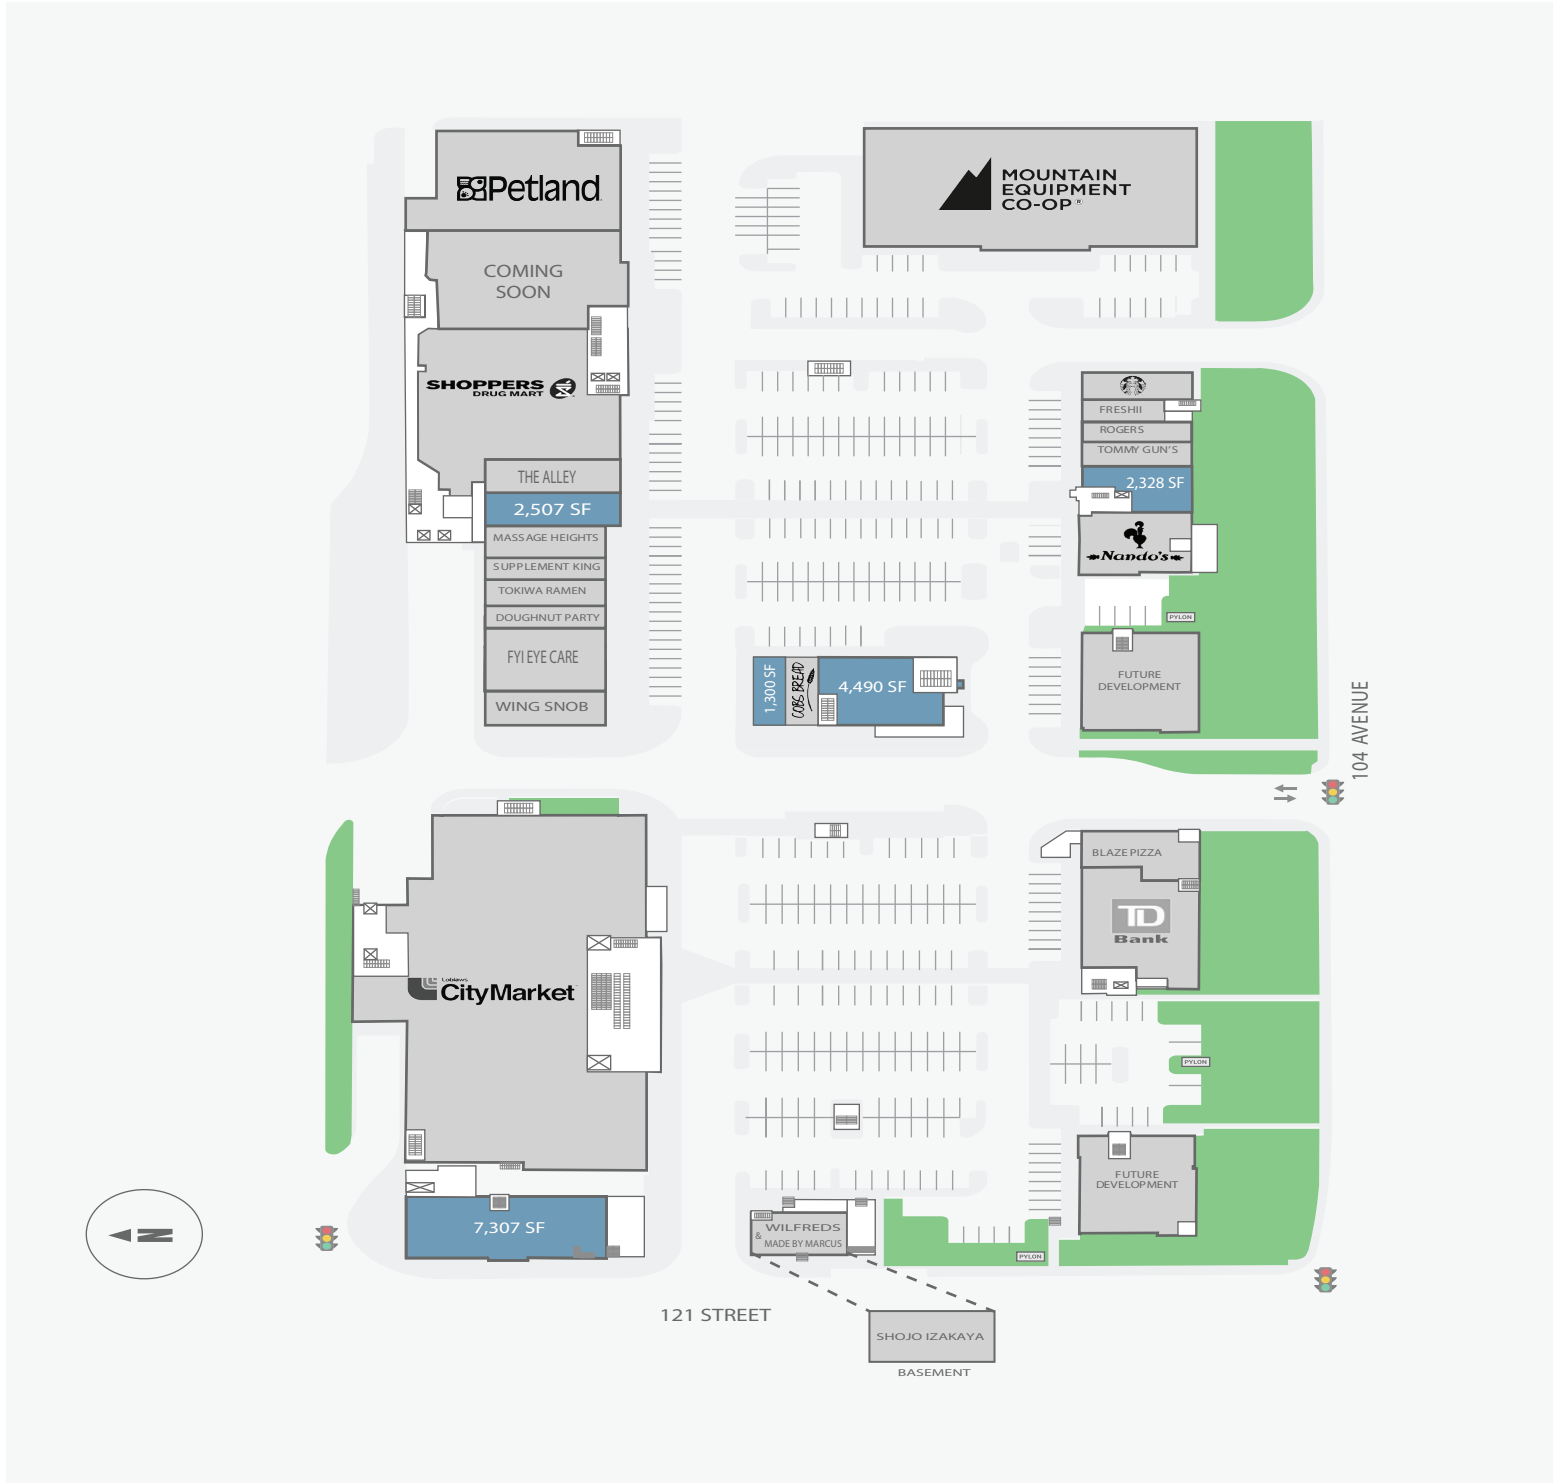 Petland
MOUNTAIN
EQUIPMENT
CO-OP®
COMING
SOON
SHOPPERS
DRUG MART
THE ALLEY
2,507 SF
MASSAGE HEIGHTS
SUPPLEMENT KING
TOKIWA RAMEN
DOUGHNUT PARTY
FYI EYE CARE
WING SNOB
FRESHII
ROGERS
TOMMY GUN'S
2,328 SF
Nando's
PYLON
FUTURE
DEVELOPMENT
1,300 SF
COBS BREAD
4,490 SF
104 AVENUE
BLAZE PIZZA
TD
Bank
Loblaws
CityMarket
PYLON
FUTURE
DEVELOPMENT
7,307 SF
WILFREDS
&
MADE BY MARCUS
PYLON
N
121 STREET
SHOJO IZAKAYA
BASEMENT